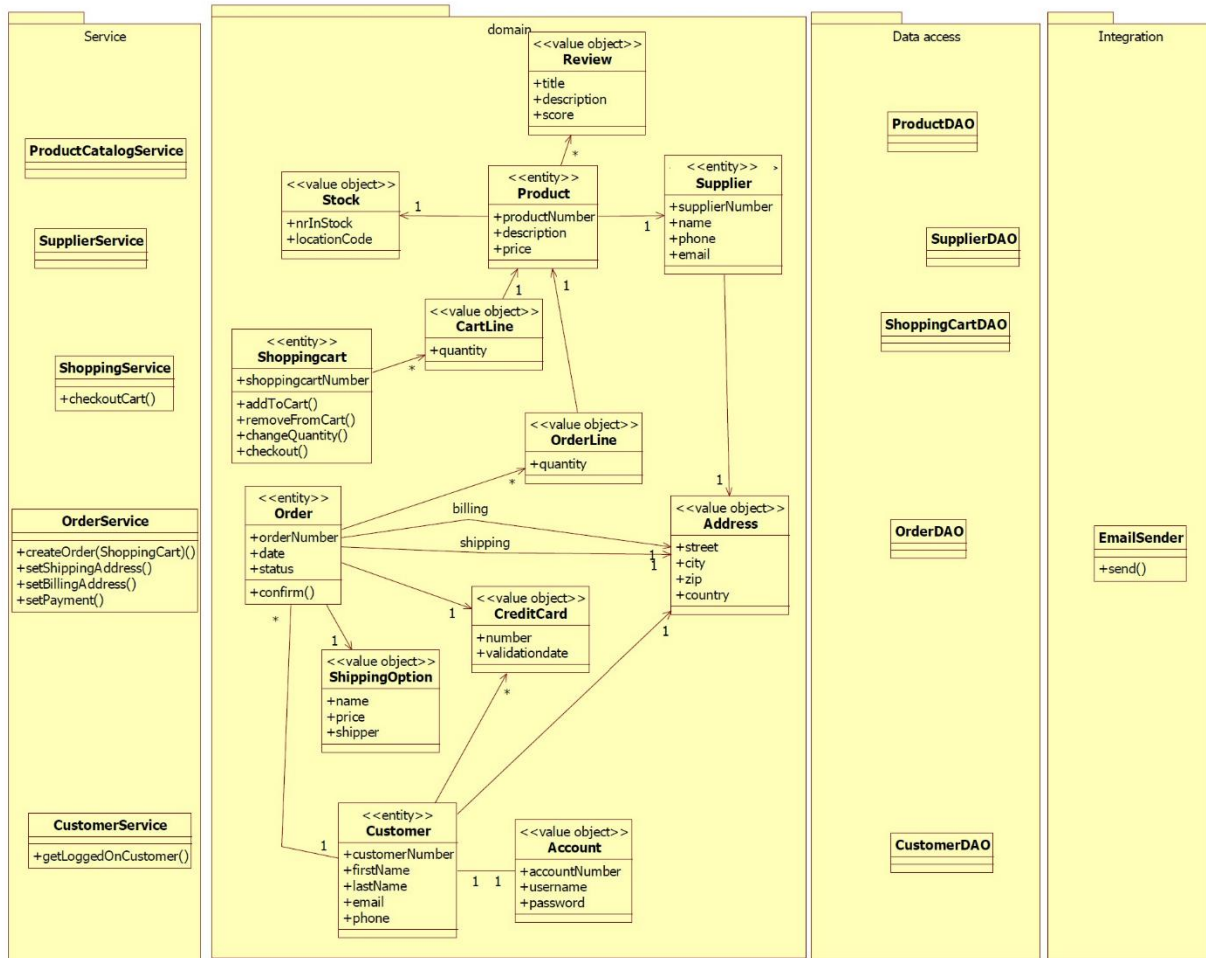 Service
ProductCatalogService
SupplierService
ShoppingService
+checkoutCart()
OrderService
+createOrder(ShoppingCart)()
+setShippingAddress()
+setBillingAddress()
+setPayment()
CustomerService
+getLoggedOnCustomer()
domain
<<value object>>
Review
+title
+description
+score
*
<<value object>>
Stock
+nrInStock
+locationCode
1
<<entity>>
Product
+productNumber
+description
+price
1
<<entity>>
Supplier
+supplierNumber
+name
+phone
+email
1
1
<<value object>>
CartLine
+quantity
<<entity>>
Shoppingcart
+shoppingcartNumber
+addToCart()
+removeFromCart()
+changeQuantity()
+checkout()
*
<<value object>>
OrderLine
+quantity
*
1
<<entity>>
Order
+orderNumber
+date
+status
+confirm()
billing
shipping
<<value object>>
Address
+street
+city
+zip
+country
1
1
1
*
1
1
<<value object>>
CreditCard
+number
+validationdate
*
<<value object>>
ShippingOption
+name
+price
+shipper
<<entity>>
Customer
+customerNumber
+firstName
+lastName
+email
+phone
1
1
1
<<value object>>
Account
+accountNumber
+username
+password
Data access
ProductDAO
SupplierDAO
ShoppingCartDAO
OrderDAO
CustomerDAO
Integration
EmailSender
+send()